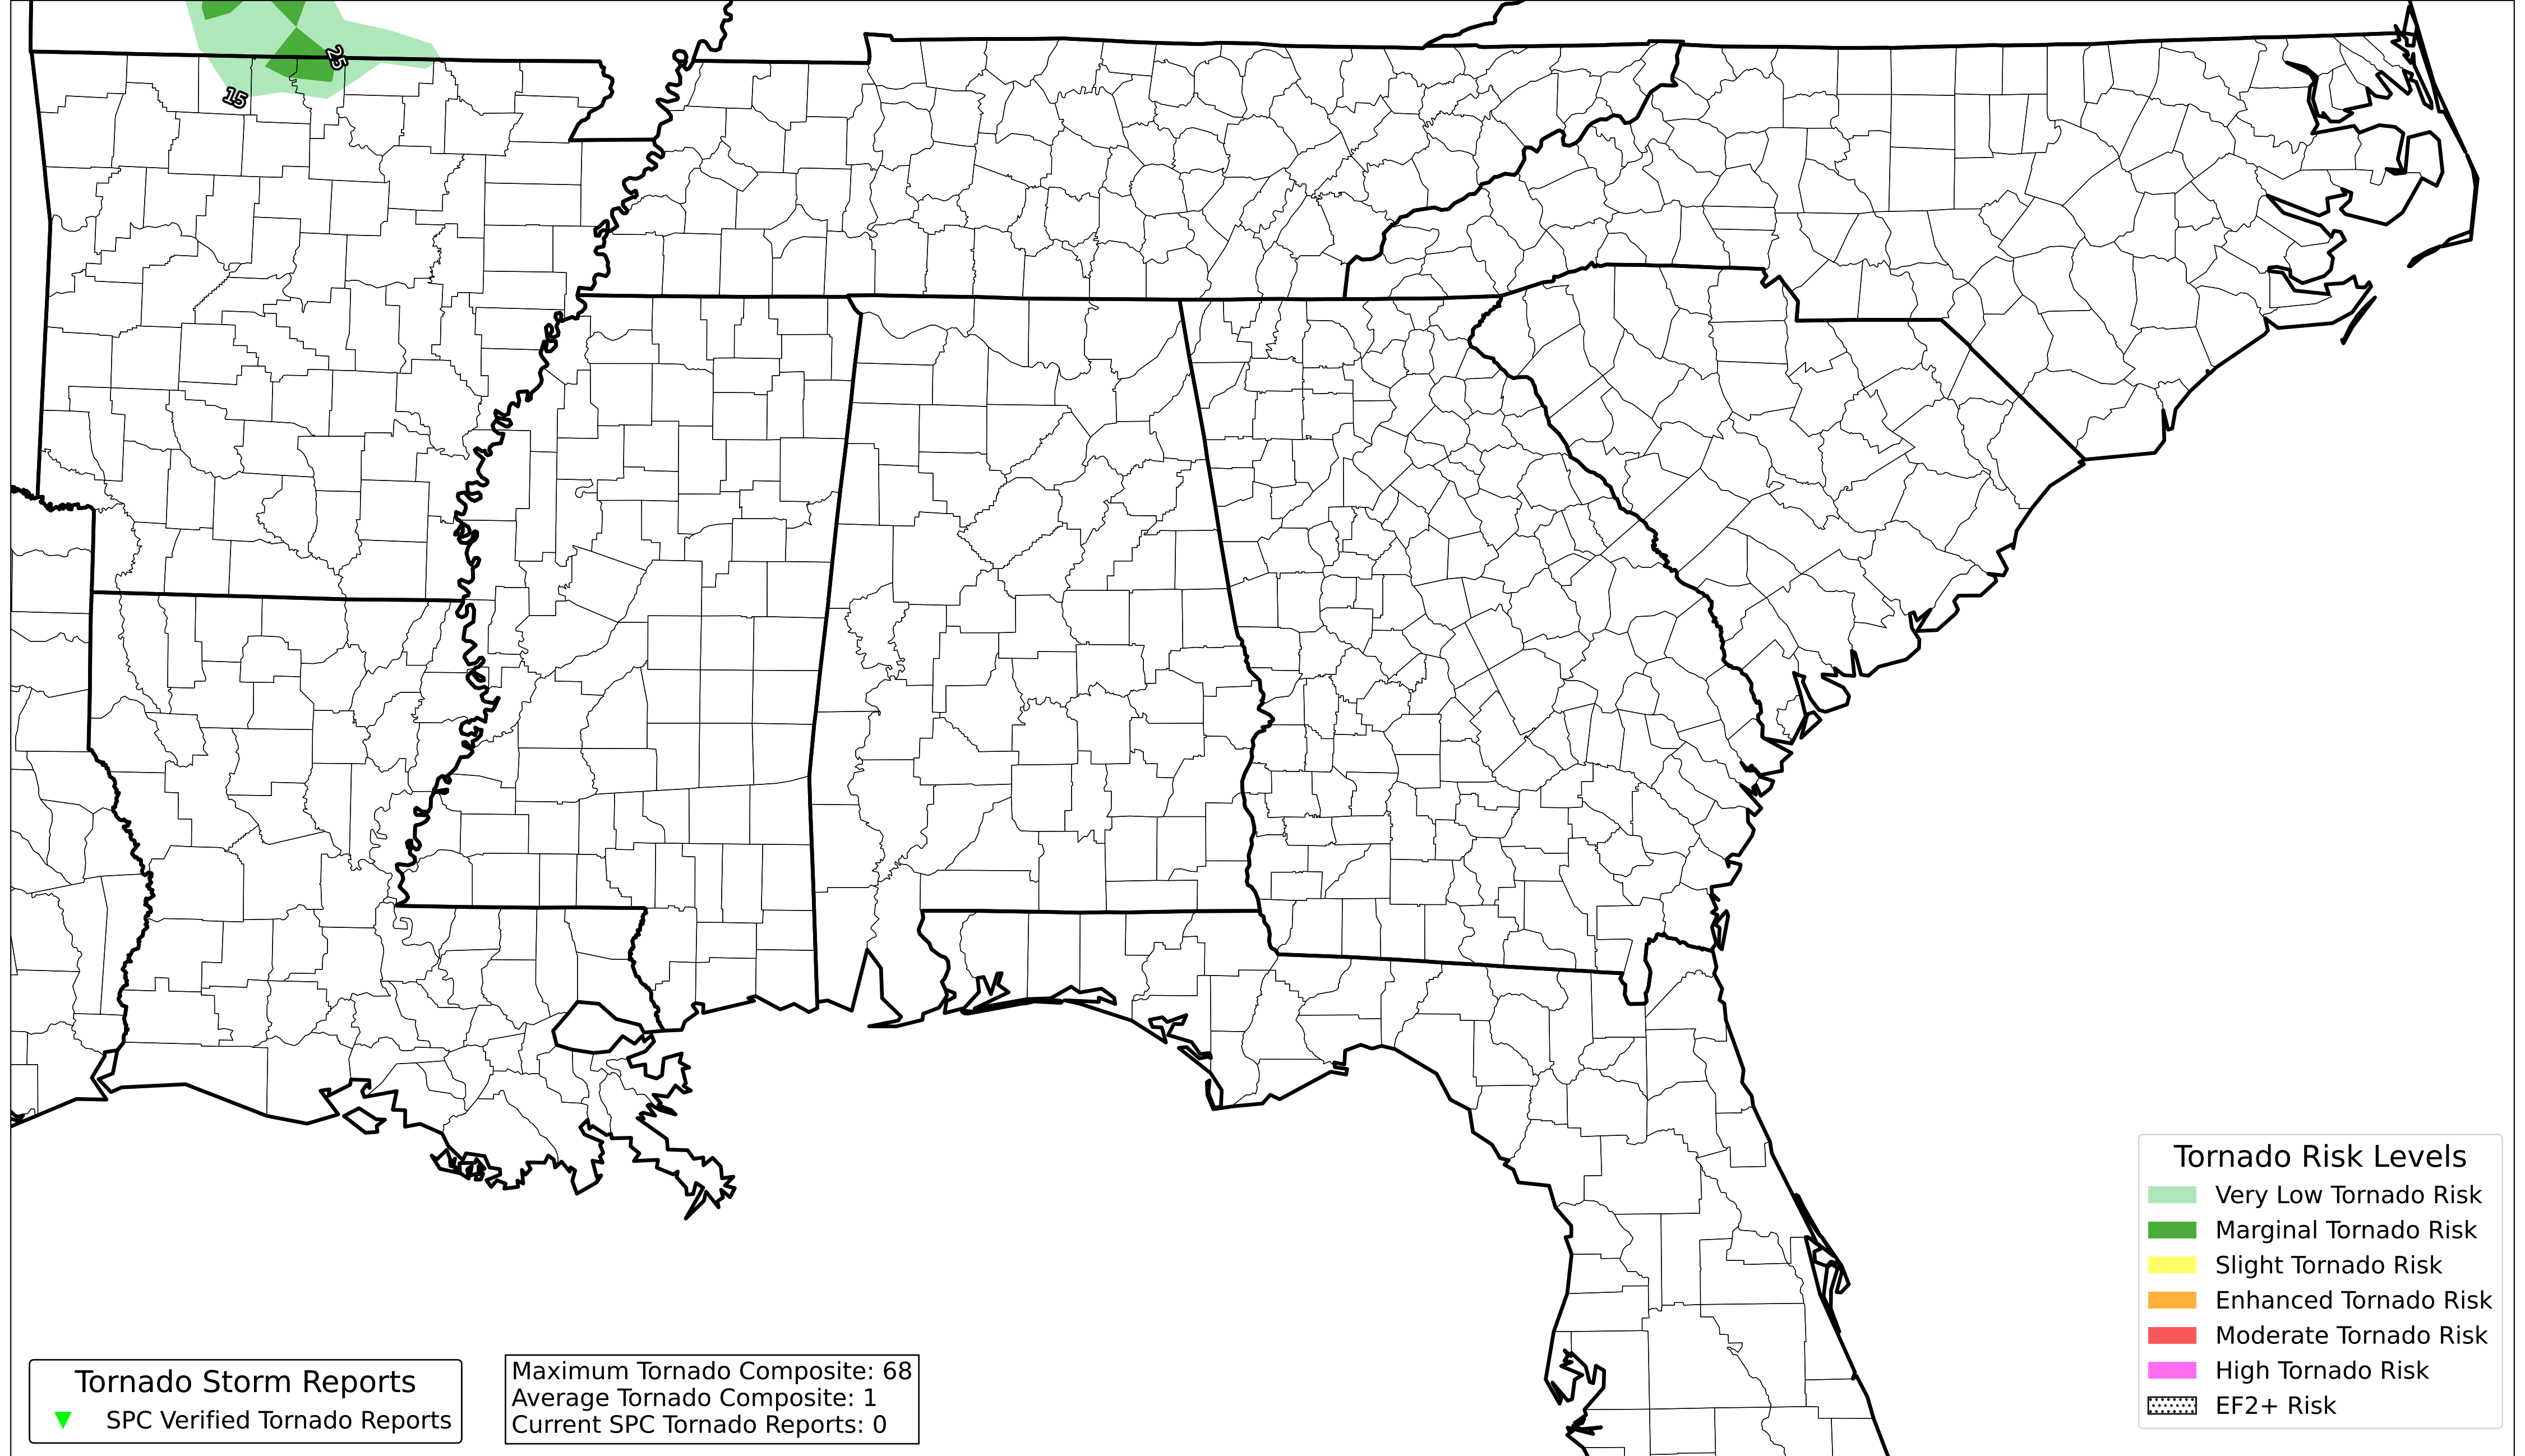 25
15
Tornado Risk Levels
Very Low Tornado Risk
Marginal Tornado Risk
Slight Tornado Risk
Enhanced Tornado Risk
Moderate Tornado Risk
High Tornado Risk
EF2+ Risk
Tornado Storm Reports
SPC Verified Tornado Reports
Maximum Tornado Composite: 68
Average Tornado Composite: 1
Current SPC Tornado Reports: 0